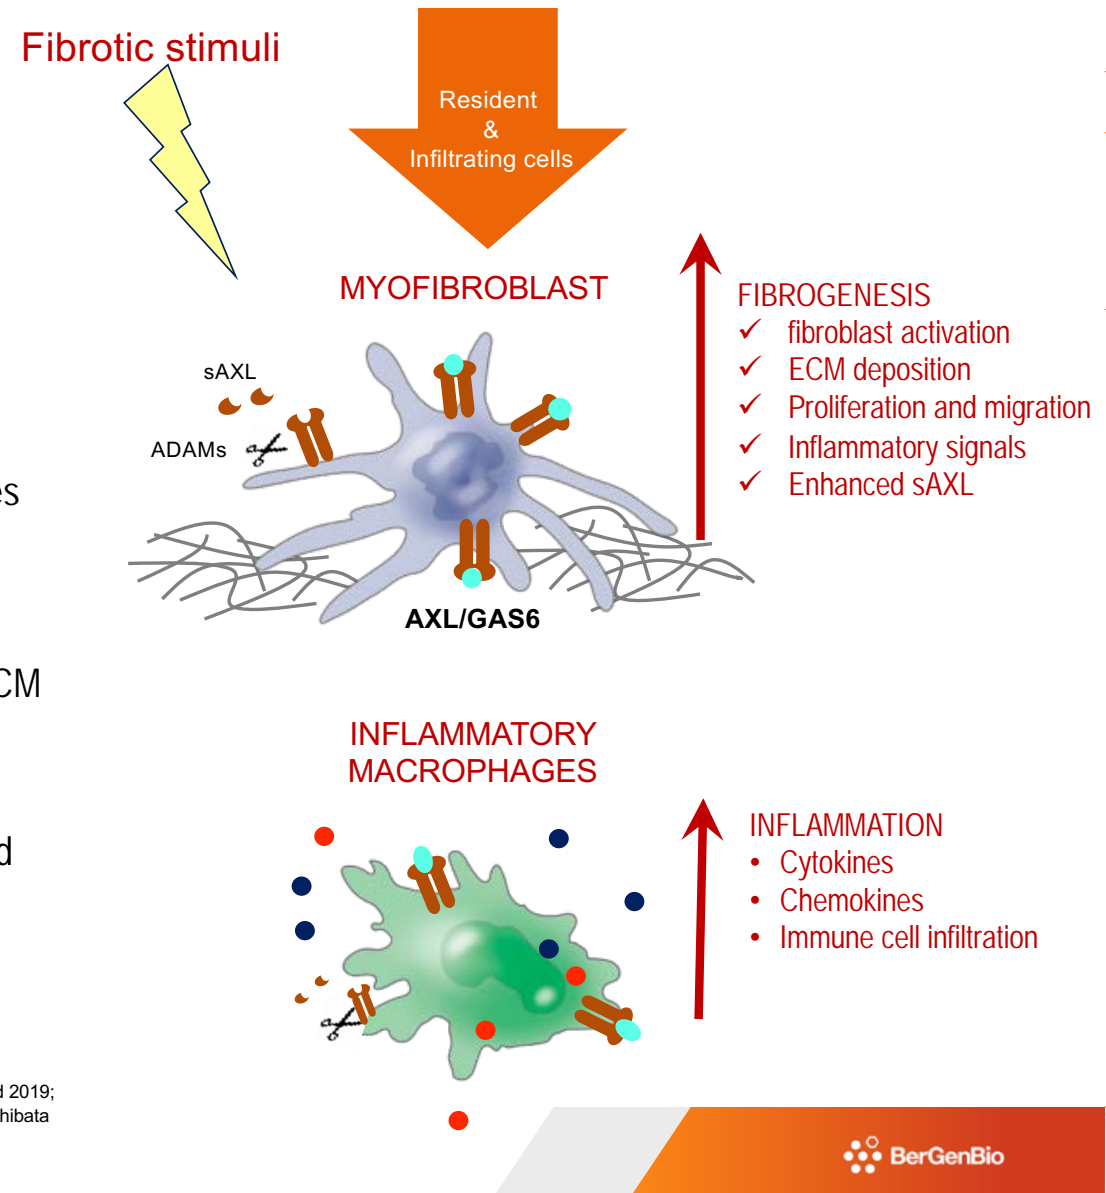 Fibrotic stimuli
Resident
&
Infiltrating cells
MYOFIBROBLAST
FIBROGENESIS
✓ fibroblast activation
✓ ECM deposition
✓ Proliferation and migration
✓ Inflammatory signals
✓ Enhanced sAXL
sAXL
ADAMs
es
AXL/GAS6
CM
INFLAMMATORY
MACROPHAGES
d
INFLAMMATION
• Cytokines
• Chemokines
• Immune cell infiltration
d 2019;
hibata
BerGenBio